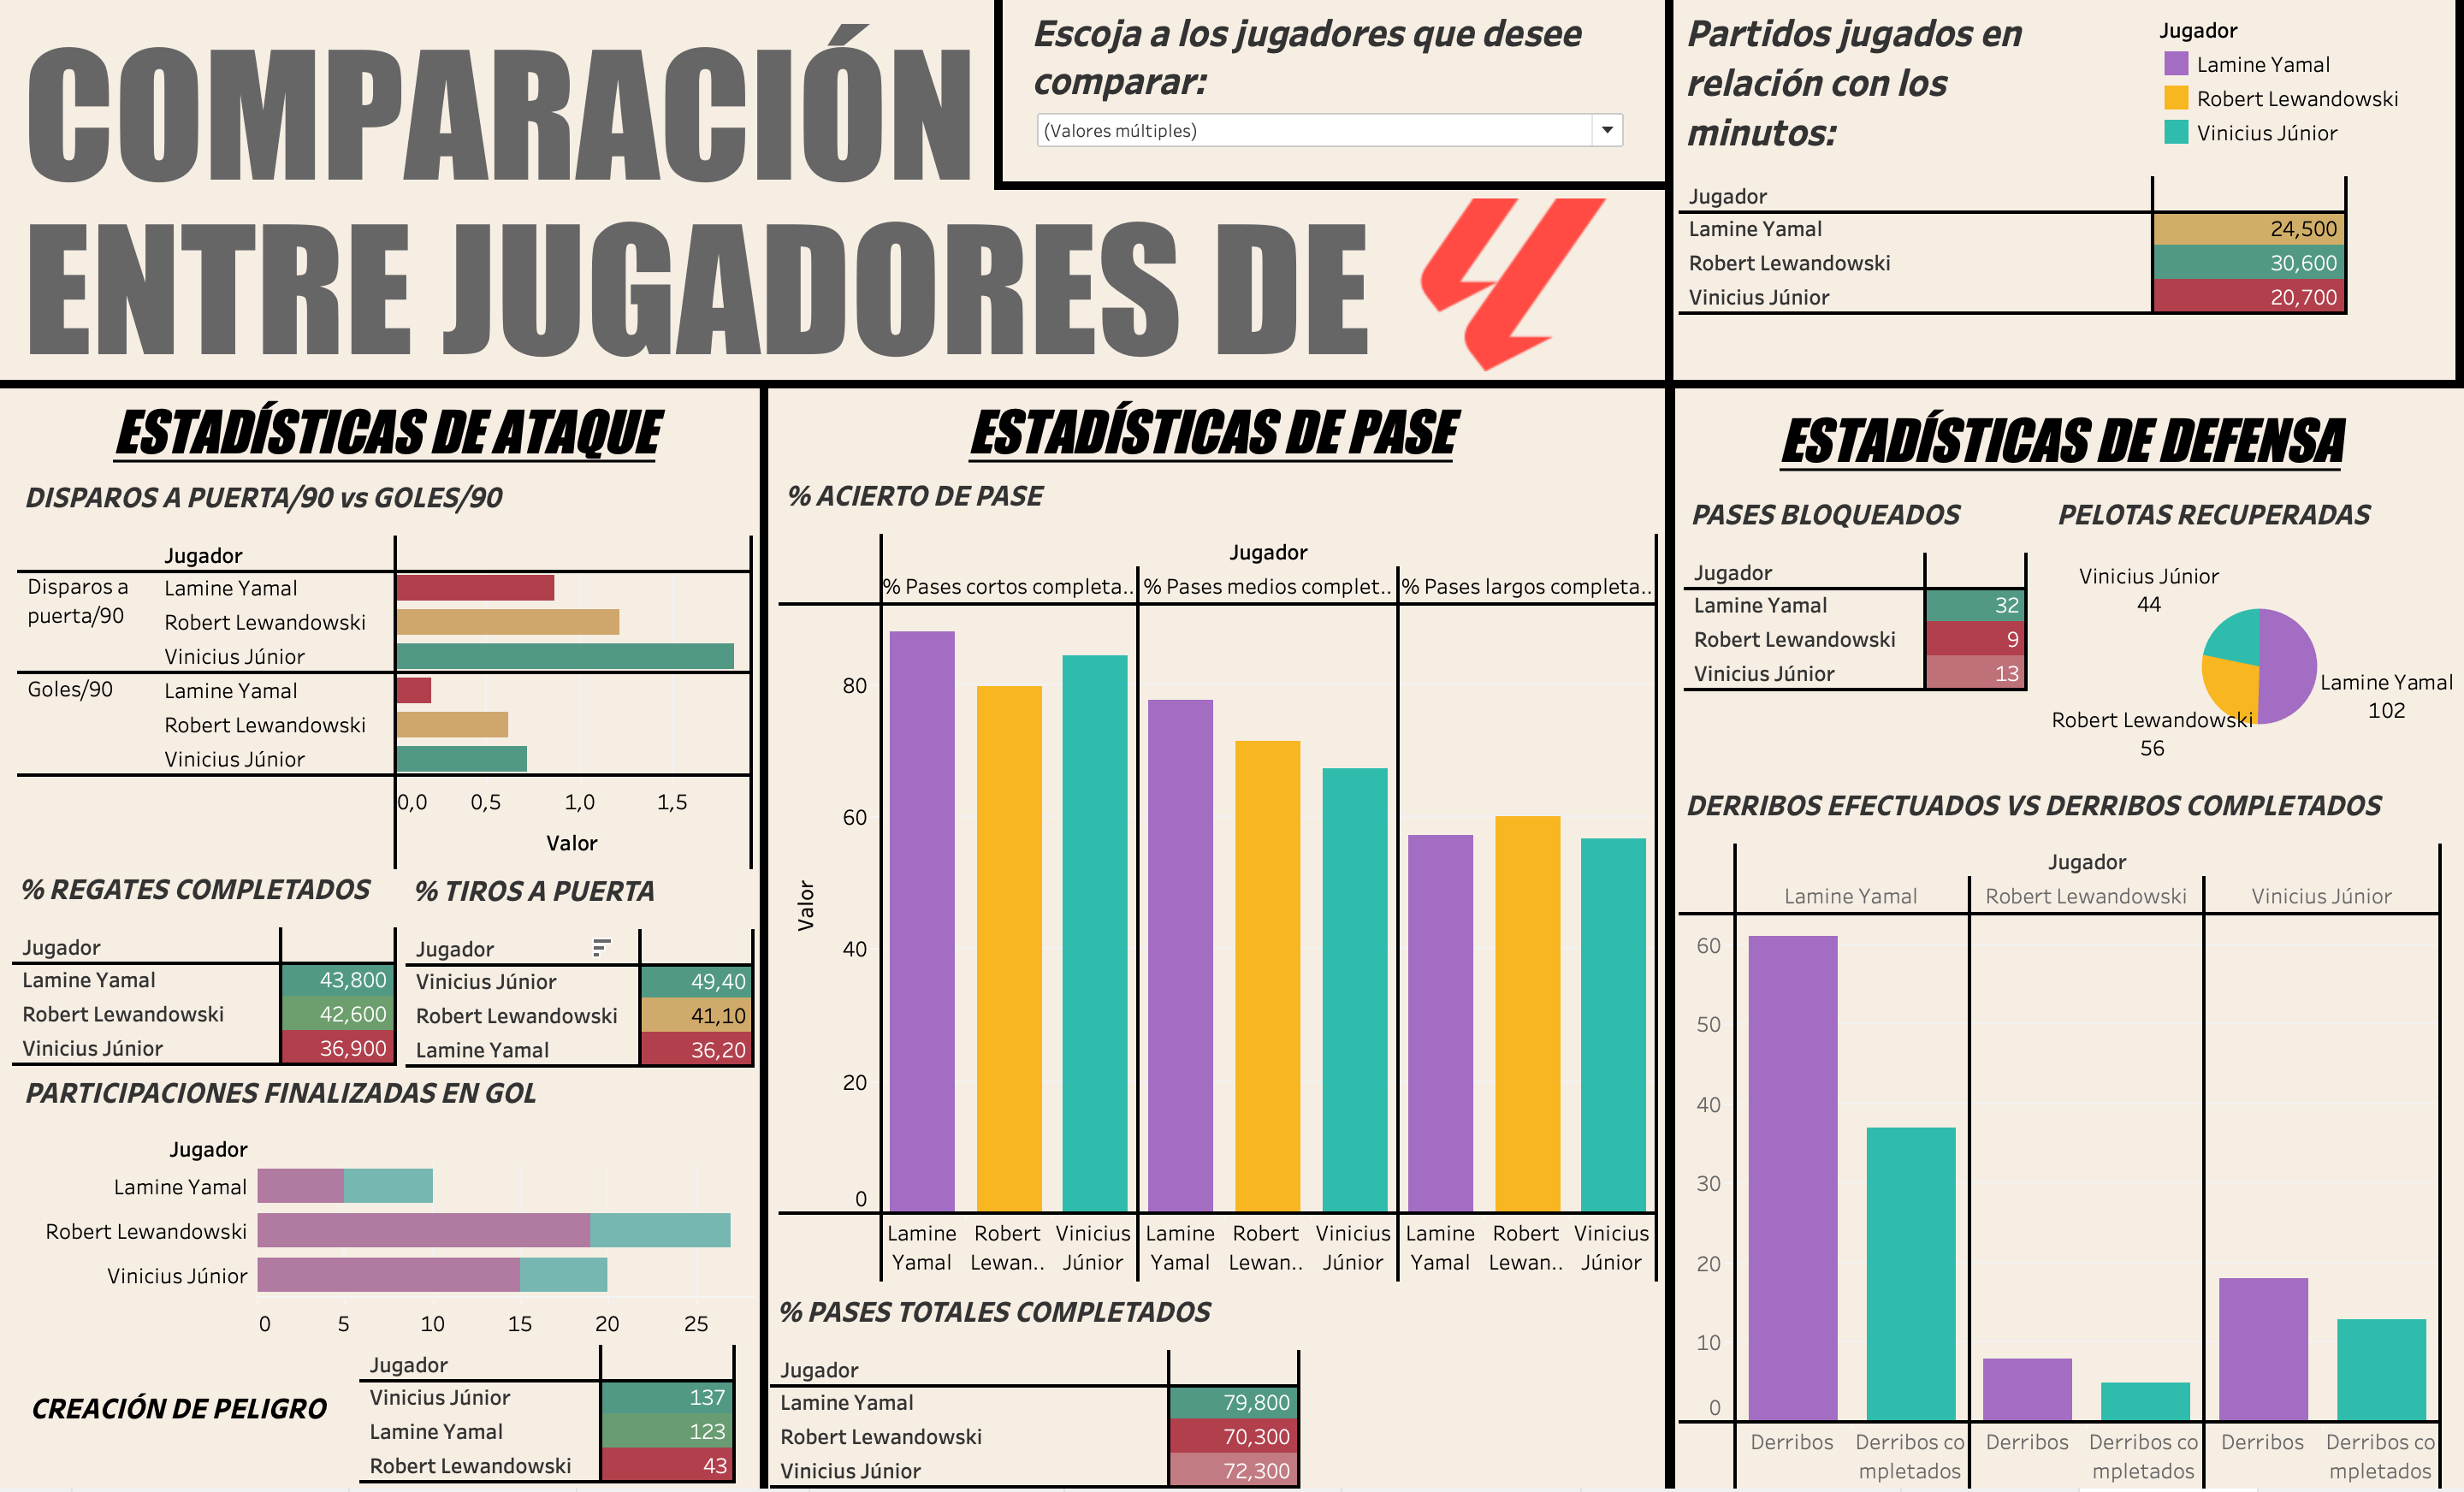 COMPARACIÓN
ENTRE JUGADORES DE
Escoja a los jugadores que desee
comparar:
(Valores múltiples)
Partidos jugados en
relación con los
minutos:
Jugador
Lamine Yamal
Robert Lewandowski
Vinicius Júnior
Jugador
Lamine Yamal 24,500
Robert Lewandowski 30,600
Vinicius Júnior 20,700
ESTADÍSTICAS DE ATAQUE
DISPAROS A PUERTA/90 vs GOLES/90
Jugador
Disparos a
puerta/90
Lamine Yamal
Robert Lewandowski
Vinicius Júnior
Goles/90
Lamine Yamal
Robert Lewandowski
Vinicius Júnior
0,0 0,5 1,0 1,5
Valor
% REGATES COMPLETADOS
Jugador
Lamine Yamal 43,800
Robert Lewandowski 42,600
Vinicius Júnior 36,900
% TIROS A PUERTA
Jugador
Vinicius Júnior 49,40
Robert Lewandowski 41,10
Lamine Yamal 36,20
PARTICIPACIONES FINALIZADAS EN GOL
Jugador
Lamine Yamal
Robert Lewandowski
Vinicius Júnior
0 5 10 15 20 25
CREACIÓN DE PELIGRO
Jugador
Vinicius Júnior 137
Lamine Yamal 123
Robert Lewandowski 43
ESTADÍSTICAS DE PASE
% ACIERTO DE PASE
Jugador
% Pases cortos completa.. % Pases medios complet.. % Pases largos completa..
80
60
40
20
0
Valor
Lamine Robert Vinicius Lamine Robert Vinicius Lamine Robert Vinicius
Yamal Lewan.. Júnior Yamal Lewan.. Júnior Yamal Lewan.. Júnior
% PASES TOTALES COMPLETADOS
Jugador
Lamine Yamal 79,800
Robert Lewandowski 70,300
Vinicius Júnior 72,300
ESTADÍSTICAS DE DEFENSA
PASES BLOQUEADOS
Jugador
Lamine Yamal 32
Robert Lewandowski 9
Vinicius Júnior 13
PELOTAS RECUPERADAS
Vinicius Júnior
44
Lamine Yamal
102
Robert Lewandowski
56
DERRIBOS EFECTUADOS VS DERRIBOS COMPLETADOS
Jugador
Lamine Yamal Robert Lewandowski Vinicius Júnior
60
50
40
30
20
10
0
Derribos Derribos co Derribos Derribos co Derribos Derribos co
mpletados mpletados mpletados